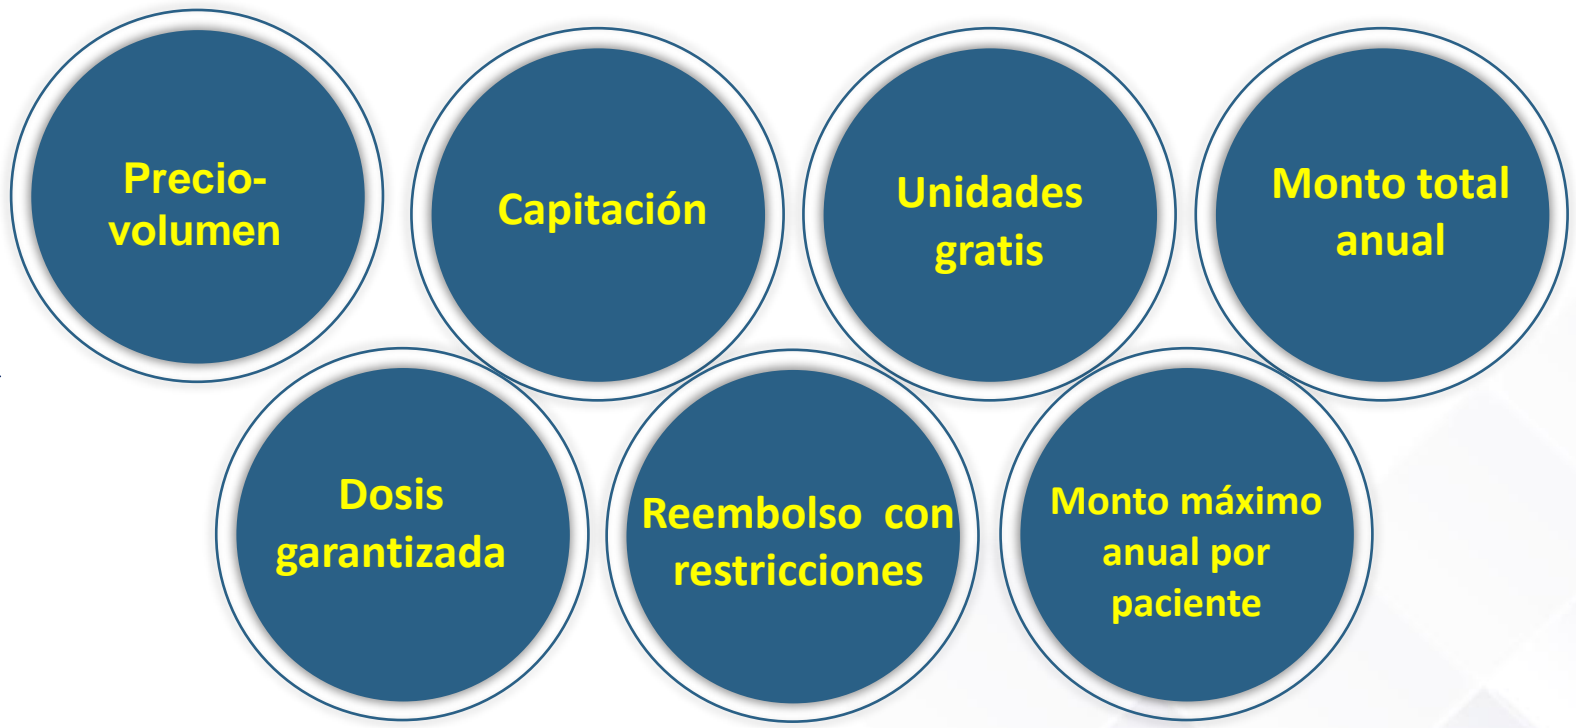 Precio-
volumen
Capitación
Unidades
gratis
Monto total
anual
Dosis
garantizada
Reembolso  con
restricciones
Monto máximo
anual por
paciente